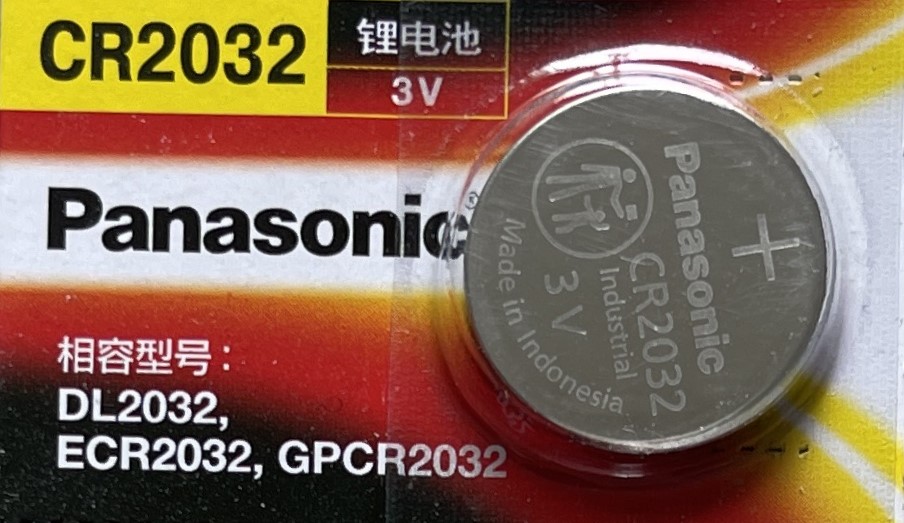 CR2032
锂电池
3V
Panasonic®
相容型号：
DL2032,
ECR2032, GPCR2032
+
Panasonic
CR2032
Industrial
3V
Made in Indonesia